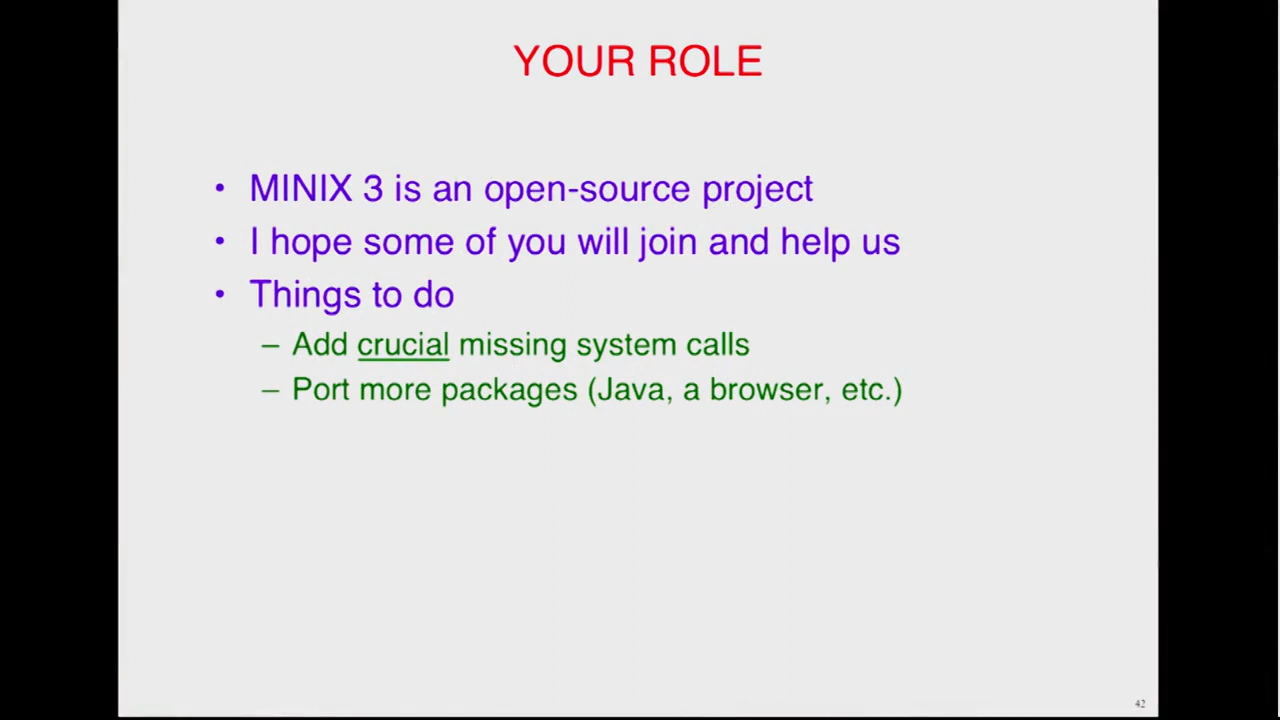 YOUR ROLE
• MINIX 3 is an open-source project
• I hope some of you will join and help us
• Things to do
– Add crucial missing system calls
– Port more packages (Java, a browser, etc.)
42